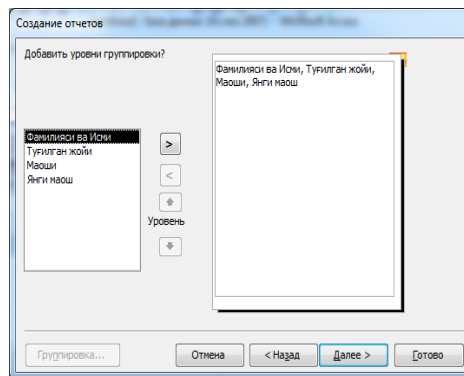 Создание отчетов
Добавить уровни группировки?
Фамилияси ва Исми, Туғилган жойи,
Маоши, Янги маош
Фамилияси ва Исми
Туғилган жойи
Маоши
Янги маош
>
<
Уровень
Группировка...
Отмена
< Назад
Далее >
Готово